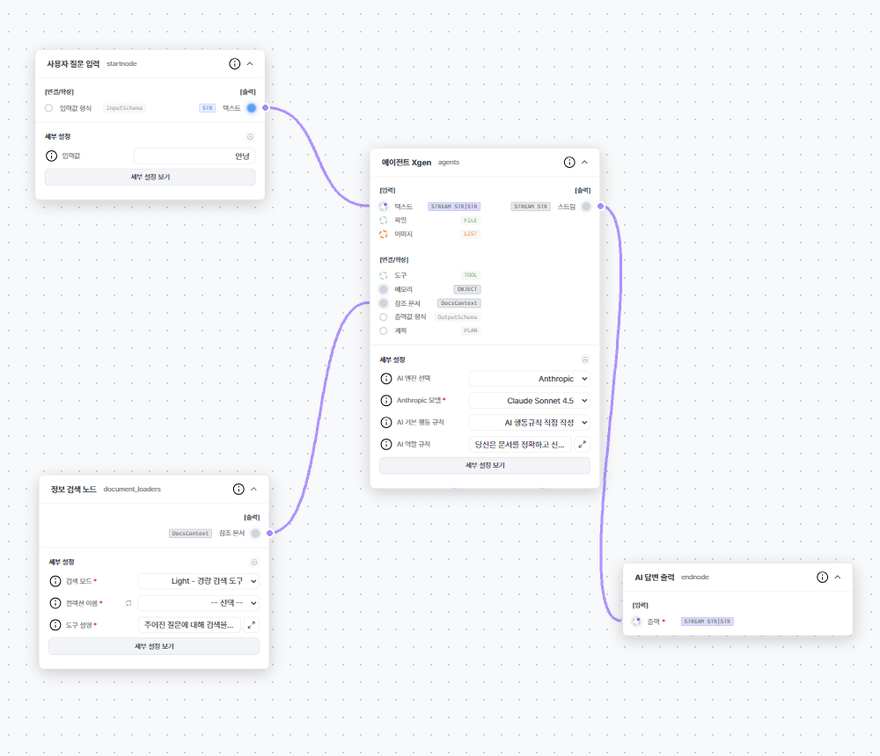 사용자 질문 입력 startnode
[연결/확장] [출력]
입력값 형식 InputSchema STR 텍스트
세부 설정
입력값 안녕
세부 설정 보기
에이전트 Xgen agents
[입력] [출력]
텍스트 STREAM STR|STR STREAM STR 스트림
파일 FILE
이미지 LIST
[연결/확장]
도구 TOOL
메모리 OBJECT
참조 문서 DocsContext
출력값 형식 OutputSchema
계획 PLAN
세부 설정
AI 엔진 선택 Anthropic
Anthropic 모델 * Claude Sonnet 4.5
AI 기본 행동 규칙 AI 행동규칙 직접 작성
AI 역할 규칙 당신은 문서를 정확하고 신...
세부 설정 보기
정보 검색 노드 document_loaders
[출력]
DocsContext 참조 문서
세부 설정
검색 모드 * Light - 경량 검색 도구
컬렉션 이름 * -- 선택 --
도구 설명 * 주어진 질문에 대해 검색을...
세부 설정 보기
AI 답변 출력 endnode
[입력]
출력 * STREAM STR|STR